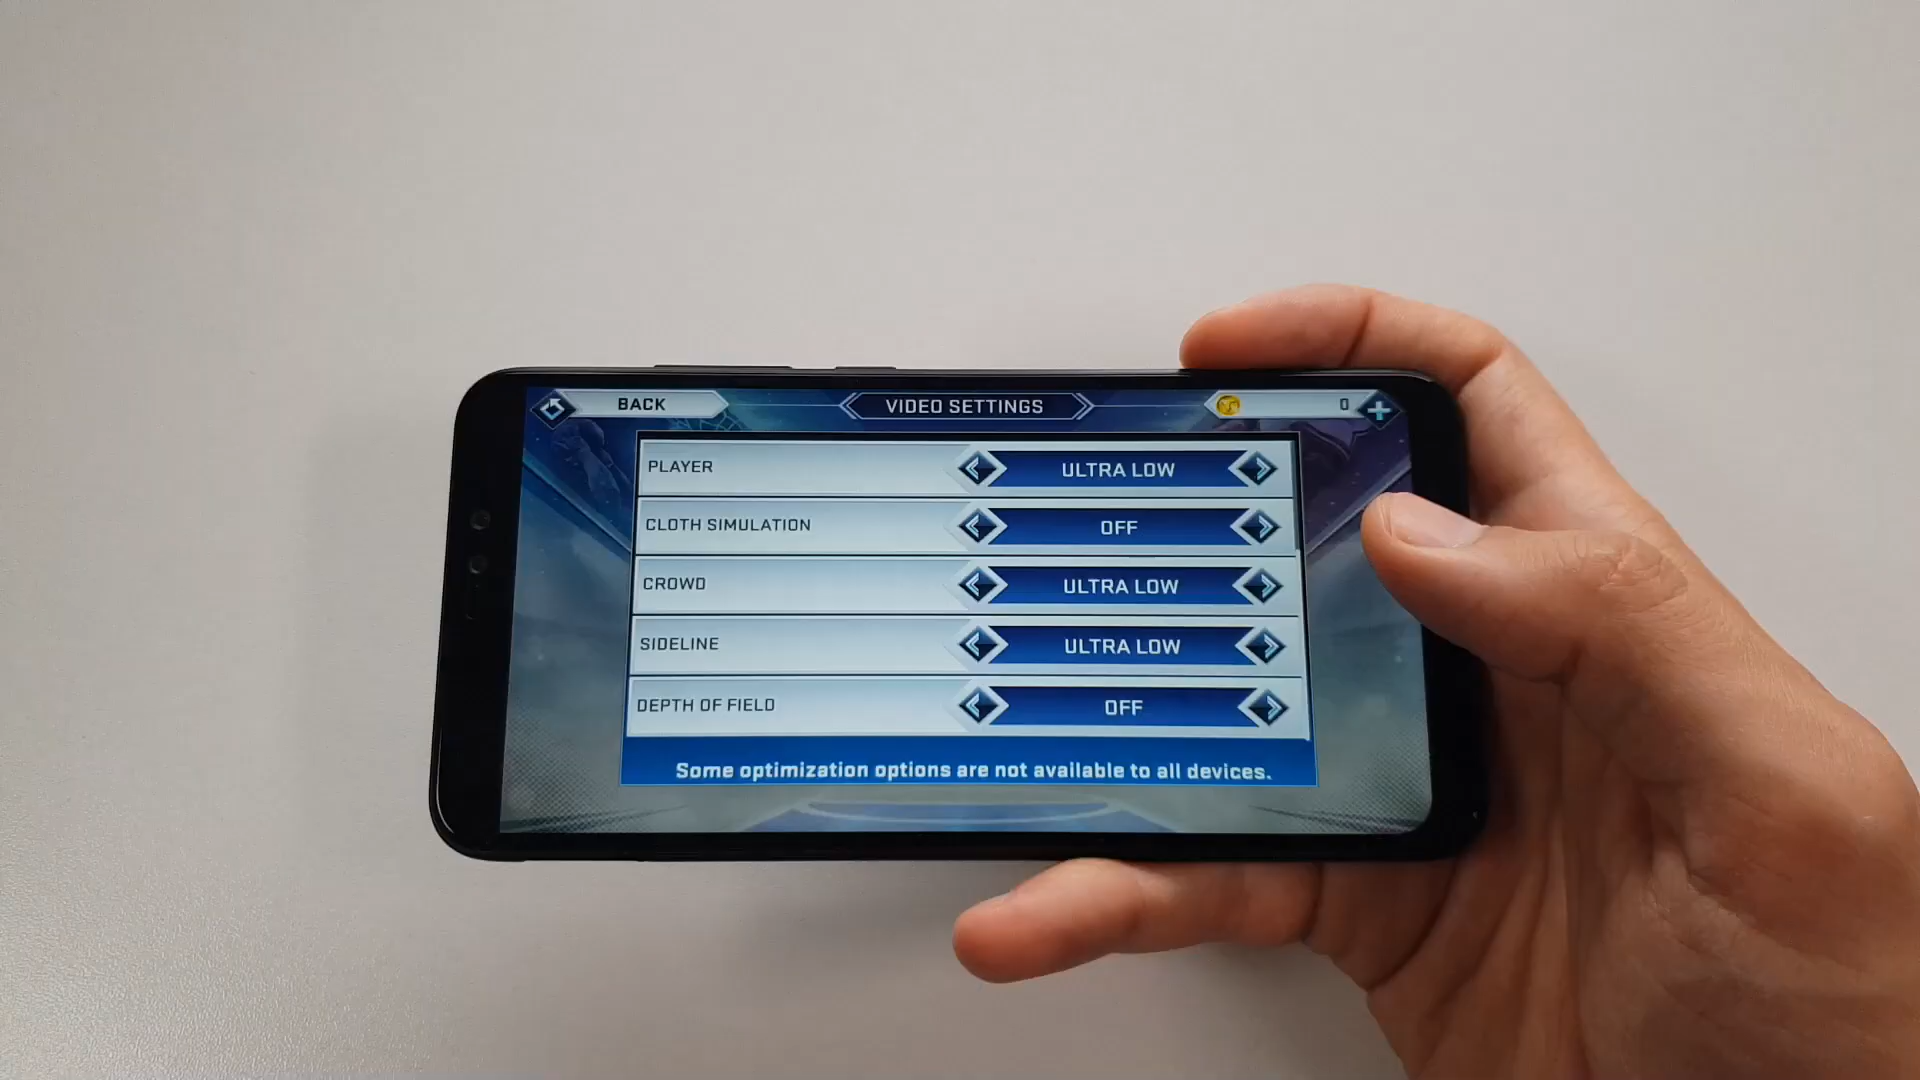 BACK
VIDEO SETTINGS
0
PLAYER
ULTRA LOW
CLOTH SIMULATION
OFF
CROWD
ULTRA LOW
SIDELINE
ULTRA LOW
DEPTH OF FIELD
OFF
Some optimization options are not available to all devices.